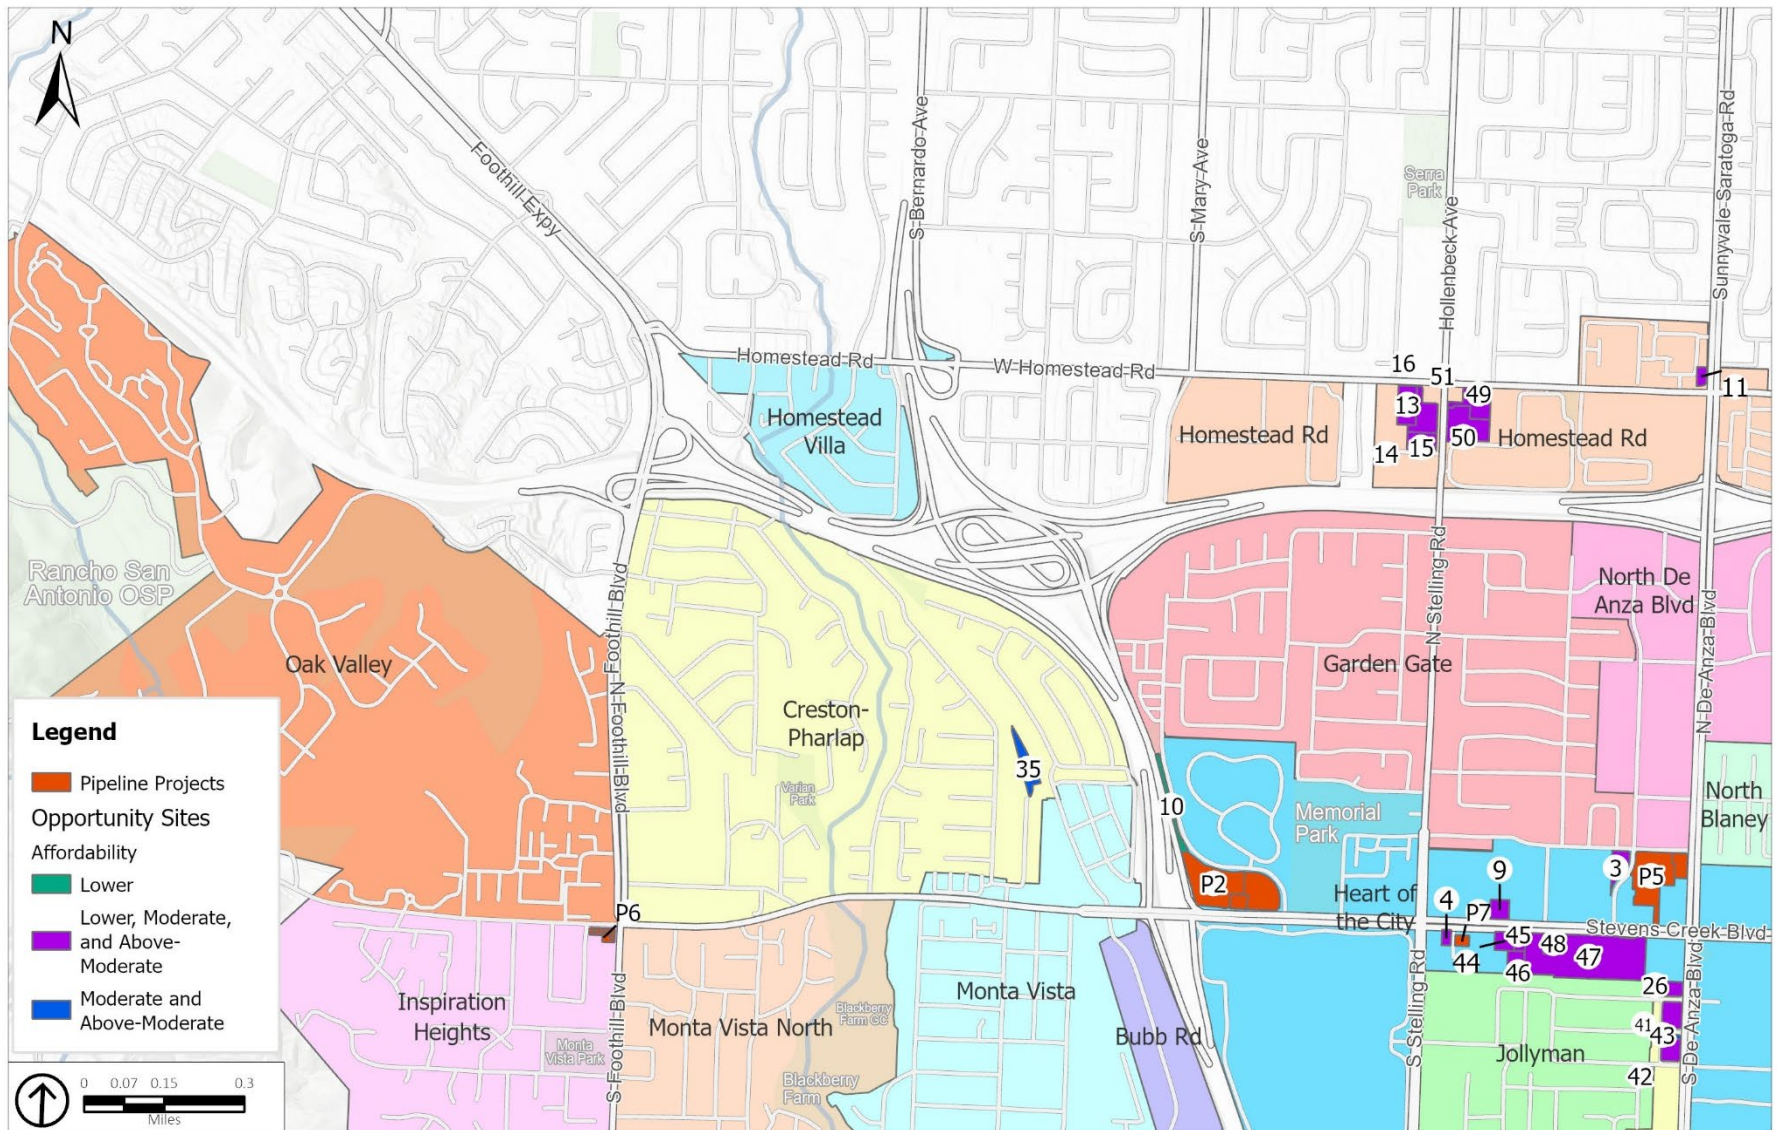 N
Foothill Expy
S Bernardo Ave
S Mary Ave
Serra
Park
Hollenbeck Ave
Sunnyvale-Saratoga Rd
Homestead Rd
W Homestead Rd
16
51
11
13
49
Homestead
Villa
Homestead Rd
14
15
50
Homestead Rd
Rancho San
Antonio OSP
N Foothill Blvd
N Stelling Rd
North De
Anza Blvd
N De Anza Blvd
Oak Valley
Garden Gate
N Foothill Blvd
Creston-
Pharlap
35
Varian
Park
10
Memorial
Park
North
Blaney
Legend
Pipeline Projects
Opportunity Sites
Affordability
Lower
Lower, Moderate,
and Above-
Moderate
Moderate and
Above-Moderate
P6
P2
Heart of
the City
4
P7
9
3
P5
Stevens Creek Blvd
44
45
46
48
47
26
Inspiration
Heights
Monta
Vista Park
S Foothill Blvd
Monta Vista North
Blackberry
Farm GC
Blackberry
Farm
Monta Vista
Bubb Rd
S Stelling Rd
Jollyman
41
43
42
S De Anza Blvd
0 0.07 0.15 0.3
Miles